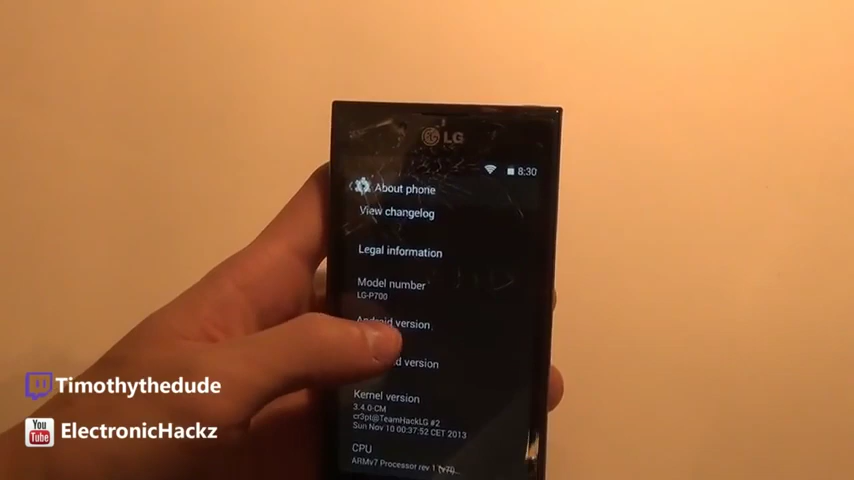 LG
8:30
About phone
View changelog
Legal information
Model number
LG-P700
Android version
version
Kernel version
3.4.0-CM
cr3pt@TeamHackLG #2
Sun Nov 10 00:37:52 CET 2013
CPU
ARMv7 Processor rev 1 (v7l)
Timothythedude
You
Tube
ElectronicHackz